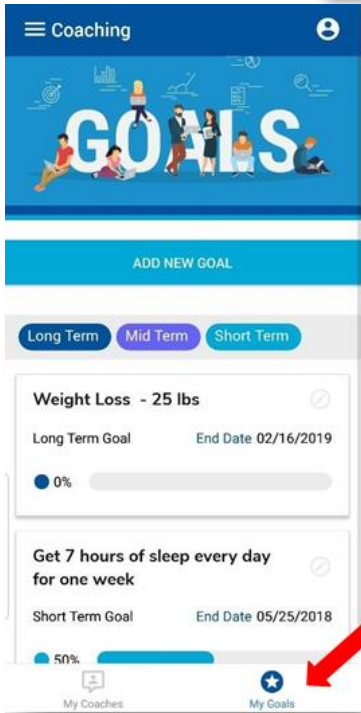 Coaching
GOALS
ADD NEW GOAL
Long Term Mid Term Short Term
Weight Loss - 25 lbs
Long Term Goal End Date 02/16/2019
0%
Get 7 hours of sleep every day
for one week
Short Term Goal End Date 05/25/2018
50%
My Coaches My Goals